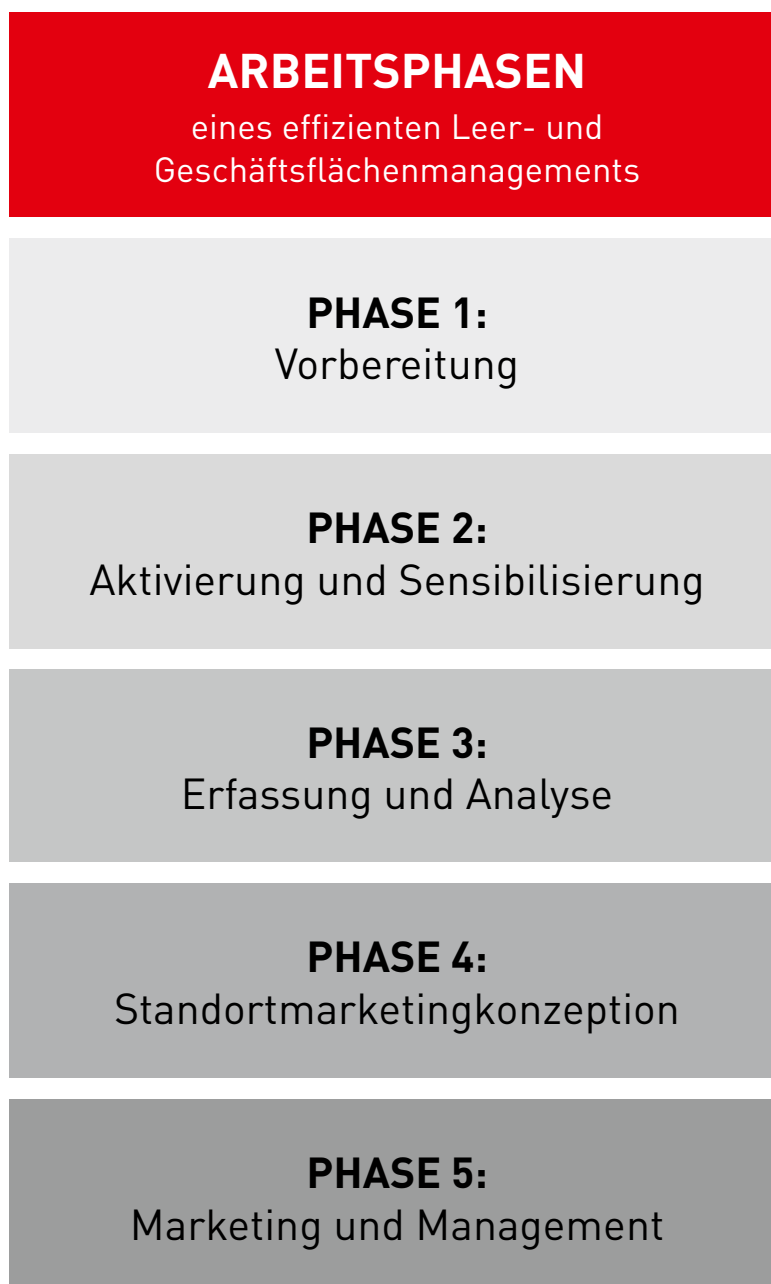 ARBEITSPHASEN
eines effizienten Leer- und
Geschäftsflächenmanagements
PHASE 1:
Vorbereitung
PHASE 2:
Aktivierung und Sensibilisierung
PHASE 3:
Erfassung und Analyse
PHASE 4:
Standortmarketingkonzeption
PHASE 5:
Marketing und Management